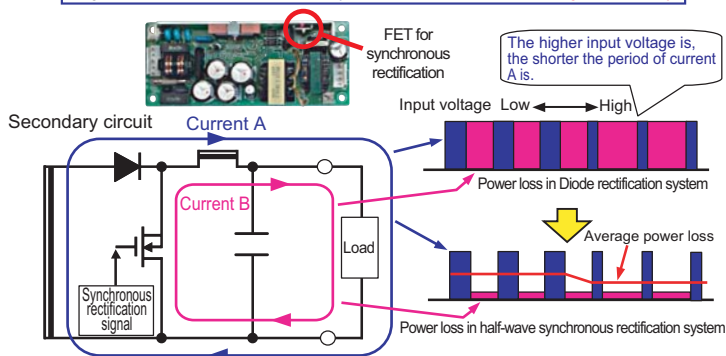 FET for
synchronous
rectification
The higher input voltage is,
the shorter the period of current
A is.
Input voltage Low High
Secondary circuit
Current A
Power loss in Diode rectification system
Current B
Average power loss
Load
Synchronous
rectification
signal
Power loss in half-wave synchronous rectification system